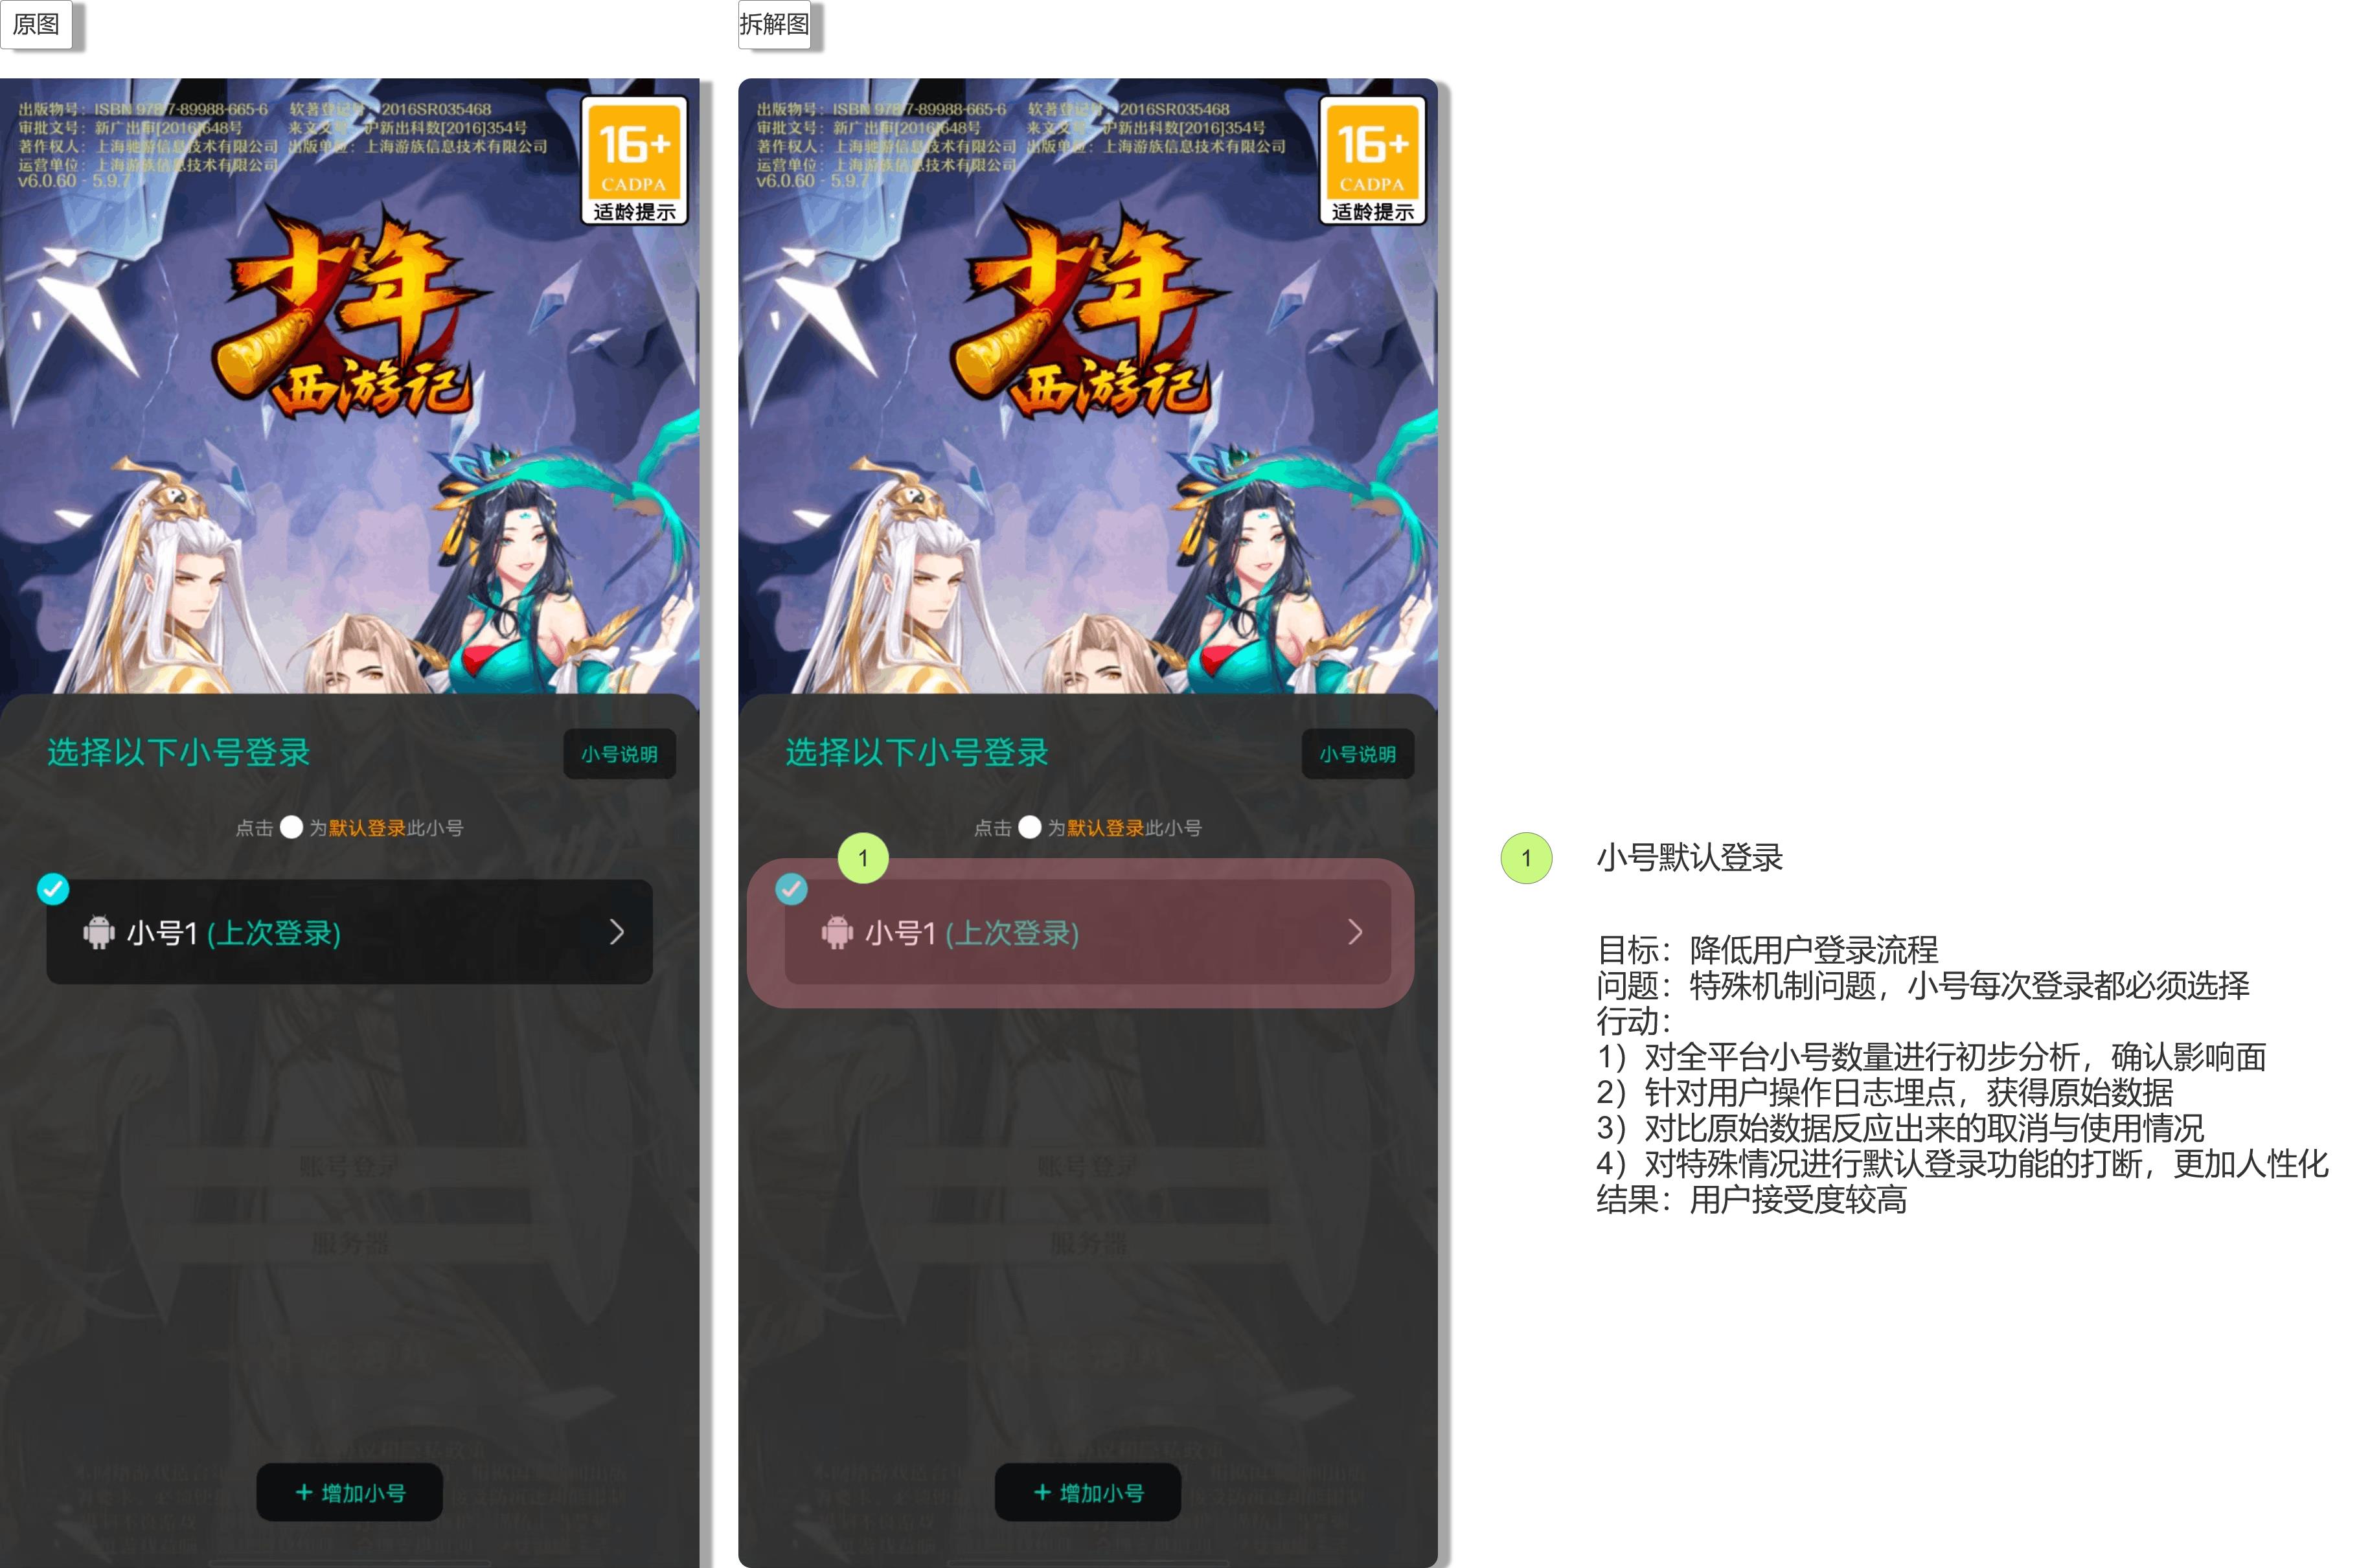 原图
拆解图
出版物号：ISBN 978-7-89988-665-6 软著登记号：2016SR035468
审批文号：新广出审[2016]648号 来文文号：沪新出科数[2016]354号
著作权人：上海驰游信息技术有限公司 出版单位：上海游族信息技术有限公司
运营单位：上海游族信息技术有限公司
v6.0.60 - 5.9.7
16+
CADPA
适龄提示
少年
西游记
选择以下小号登录
小号说明
点击 为默认登录此小号
小号1 (上次登录)
账号登录
服务器
+ 增加小号
出版物号：ISBN 978-7-89988-665-6 软著登记号：2016SR035468
审批文号：新广出审[2016]648号 来文文号：沪新出科数[2016]354号
著作权人：上海驰游信息技术有限公司 出版单位：上海游族信息技术有限公司
运营单位：上海游族信息技术有限公司
v6.0.60 - 5.9.7
16+
CADPA
适龄提示
少年
西游记
选择以下小号登录
小号说明
点击 为默认登录此小号
1
小号1 (上次登录)
账号登录
服务器
+ 增加小号
1 小号默认登录
目标：降低用户登录流程
问题：特殊机制问题，小号每次登录都必须选择
行动：
1）对全平台小号数量进行初步分析，确认影响面
2）针对用户操作日志埋点，获得原始数据
3）对比原始数据反应出来的取消与使用情况
4）对特殊情况进行默认登录功能的打断，更加人性化
结果：用户接受度较高